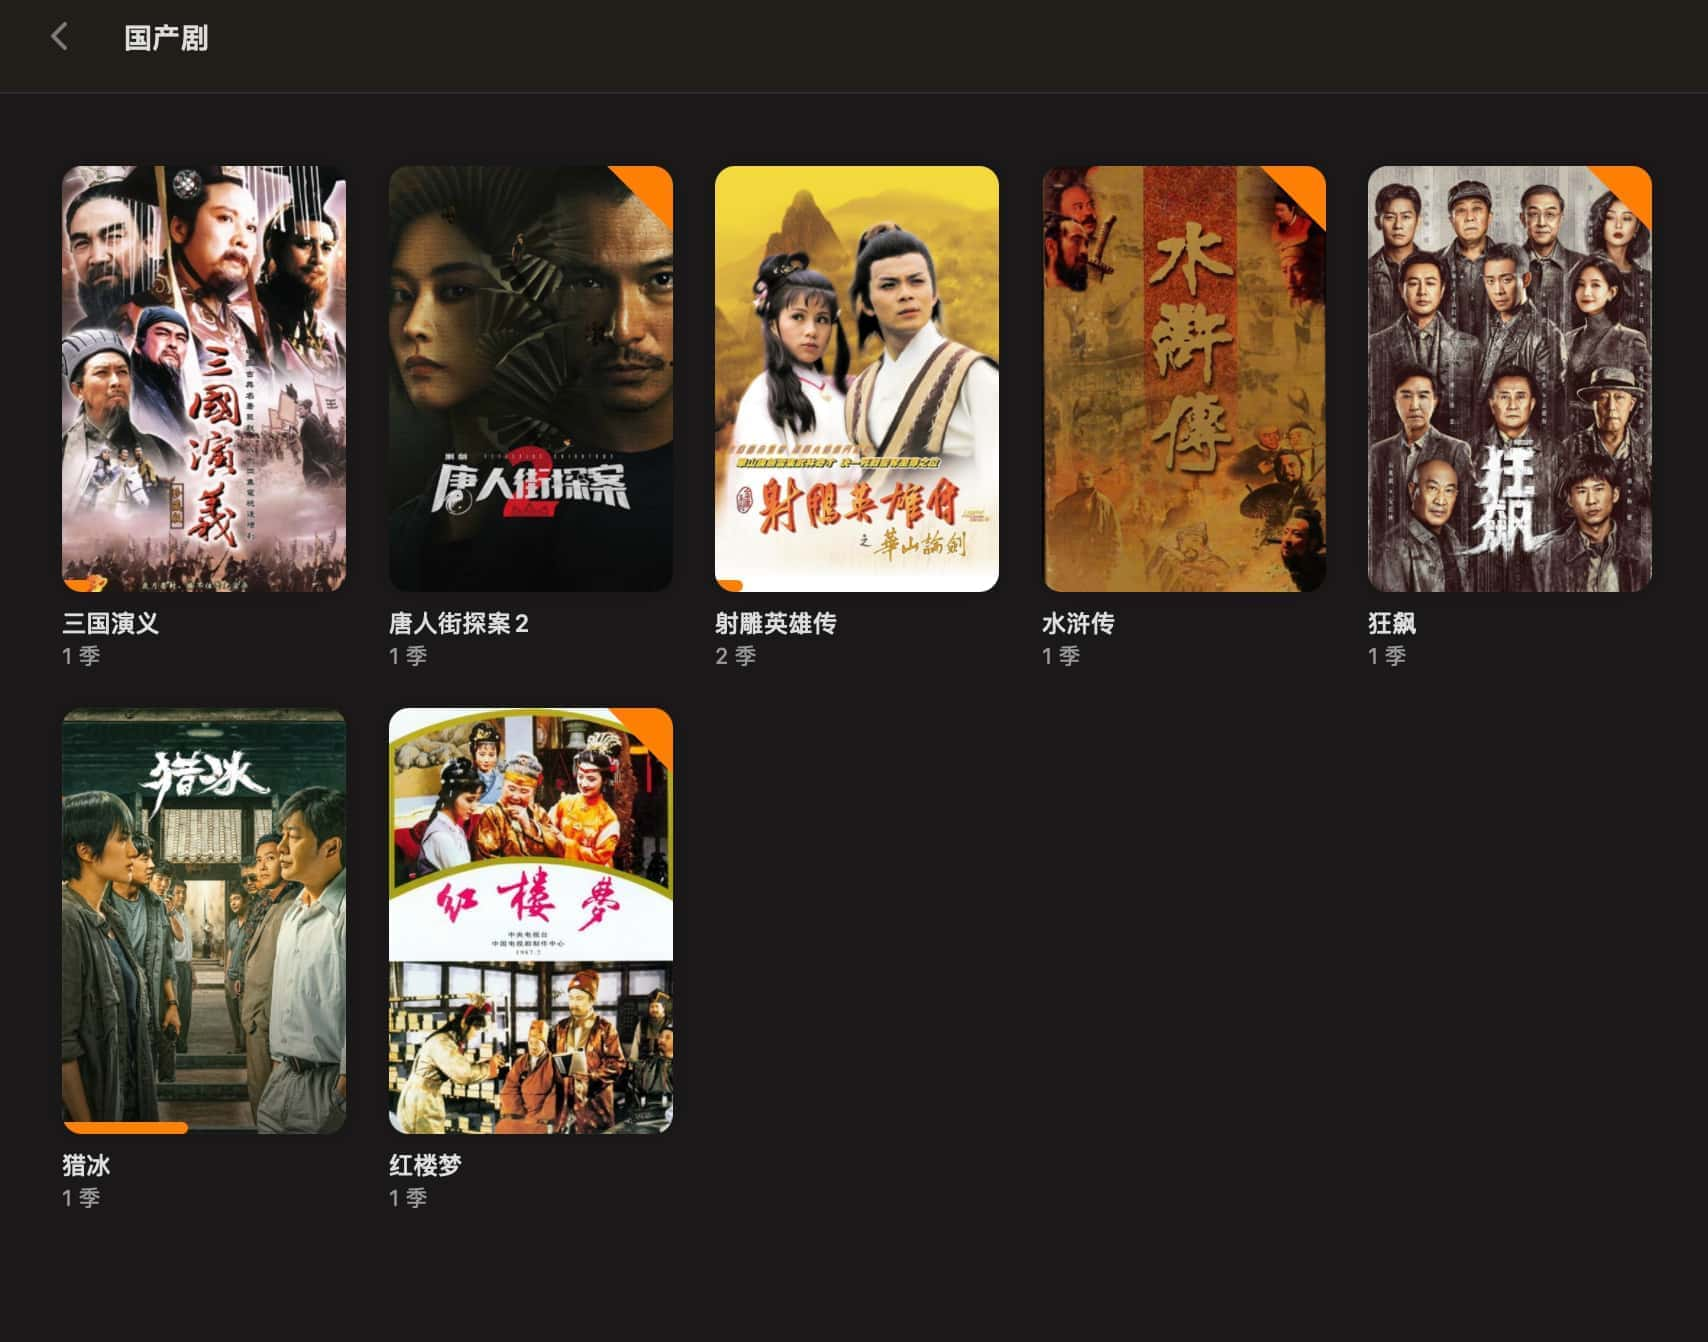 国产剧
三國演義
唐人街探案
2
射雕英雄传
之 華山論劍
水滸傳
狂飙
三国演义
唐人街探案 2
射雕英雄传
水浒传
狂飙
1 季
1 季
2 季
1 季
1 季
猎冰
红楼夢
中央电视台
中国电视剧制作中心
1987.2
猎冰
红楼梦
1 季
1 季